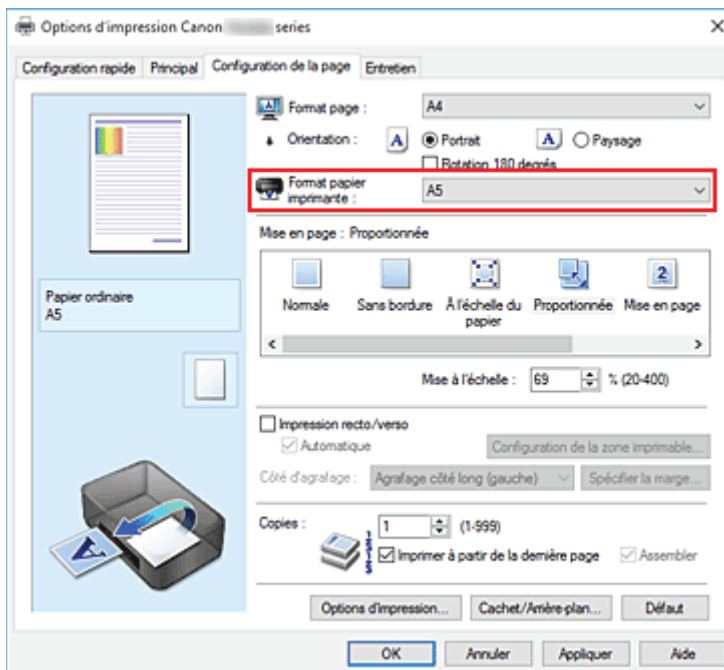 Options d'impression Canon series
Configuration rapide Principal Configuration de la page Entretien
Format page : A4
Orientation : A Portrait A Paysage
Rotation 180 degrés
Format papier
imprimante : A5
Mise en page : Proportionnée
Papier ordinaire
A5
2
Normale Sans bordure À l'échelle du Proportionnée Mise en page
papier
Mise à l'échelle : 69 % (20-400)
Impression recto/verso
Automatique Configuration de la zone imprimable...
Côté d'agrafage : Agrafage côté long (gauche) Spécifier la marge...
Copies : 1 (1-999)
Imprimer à partir de la dernière page Assembler
A
Options d'impression... Cachet/Arrière-plan... Défaut
OK Annuler Appliquer Aide